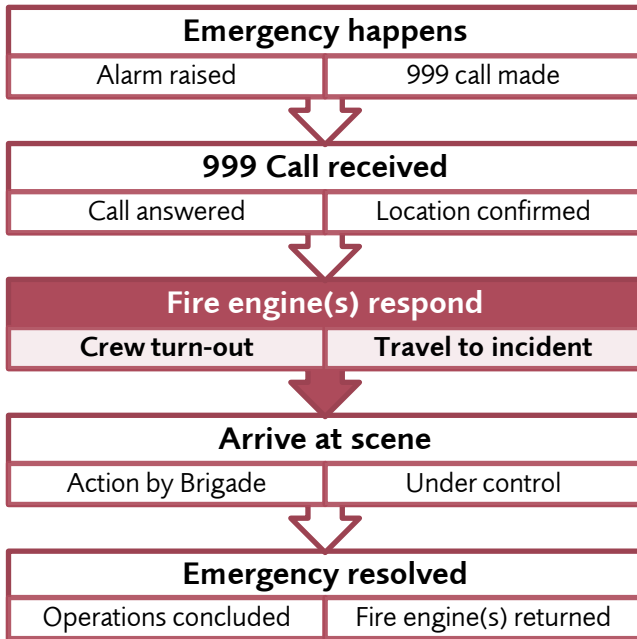 Emergency happens
Alarm raised 999 call made
999 Call received
Call answered Location confirmed
Fire engine(s) respond
Crew turn-out Travel to incident
Arrive at scene
Action by Brigade Under control
Emergency resolved
Operations concluded Fire engine(s) returned